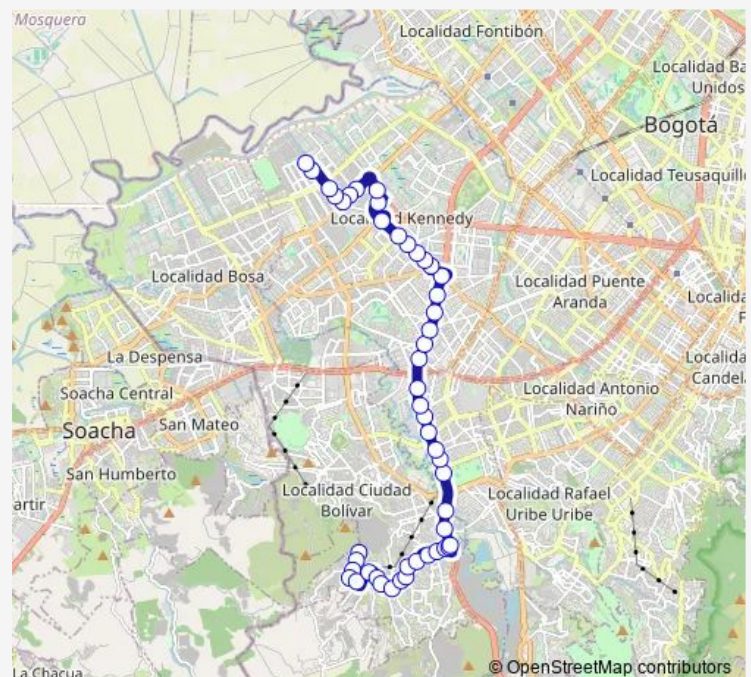 Mosquera
Localidad Fontibón
Localidad Ba
Unidos
Bogotá
Localidad Teusaquillo
Localidad Kennedy
Localidad Bosa
Localidad Puente
Aranda
Localida
La Despensa
Localida
Candel
Soacha Central
Localidad Antonio
Nariño
San Mateo
Soacha
San Humberto
Localidad Ciudad
Bolívar
Localidad Rafael
Uribe Uribe
artir
La Chacua
© OpenStreetMap contributors